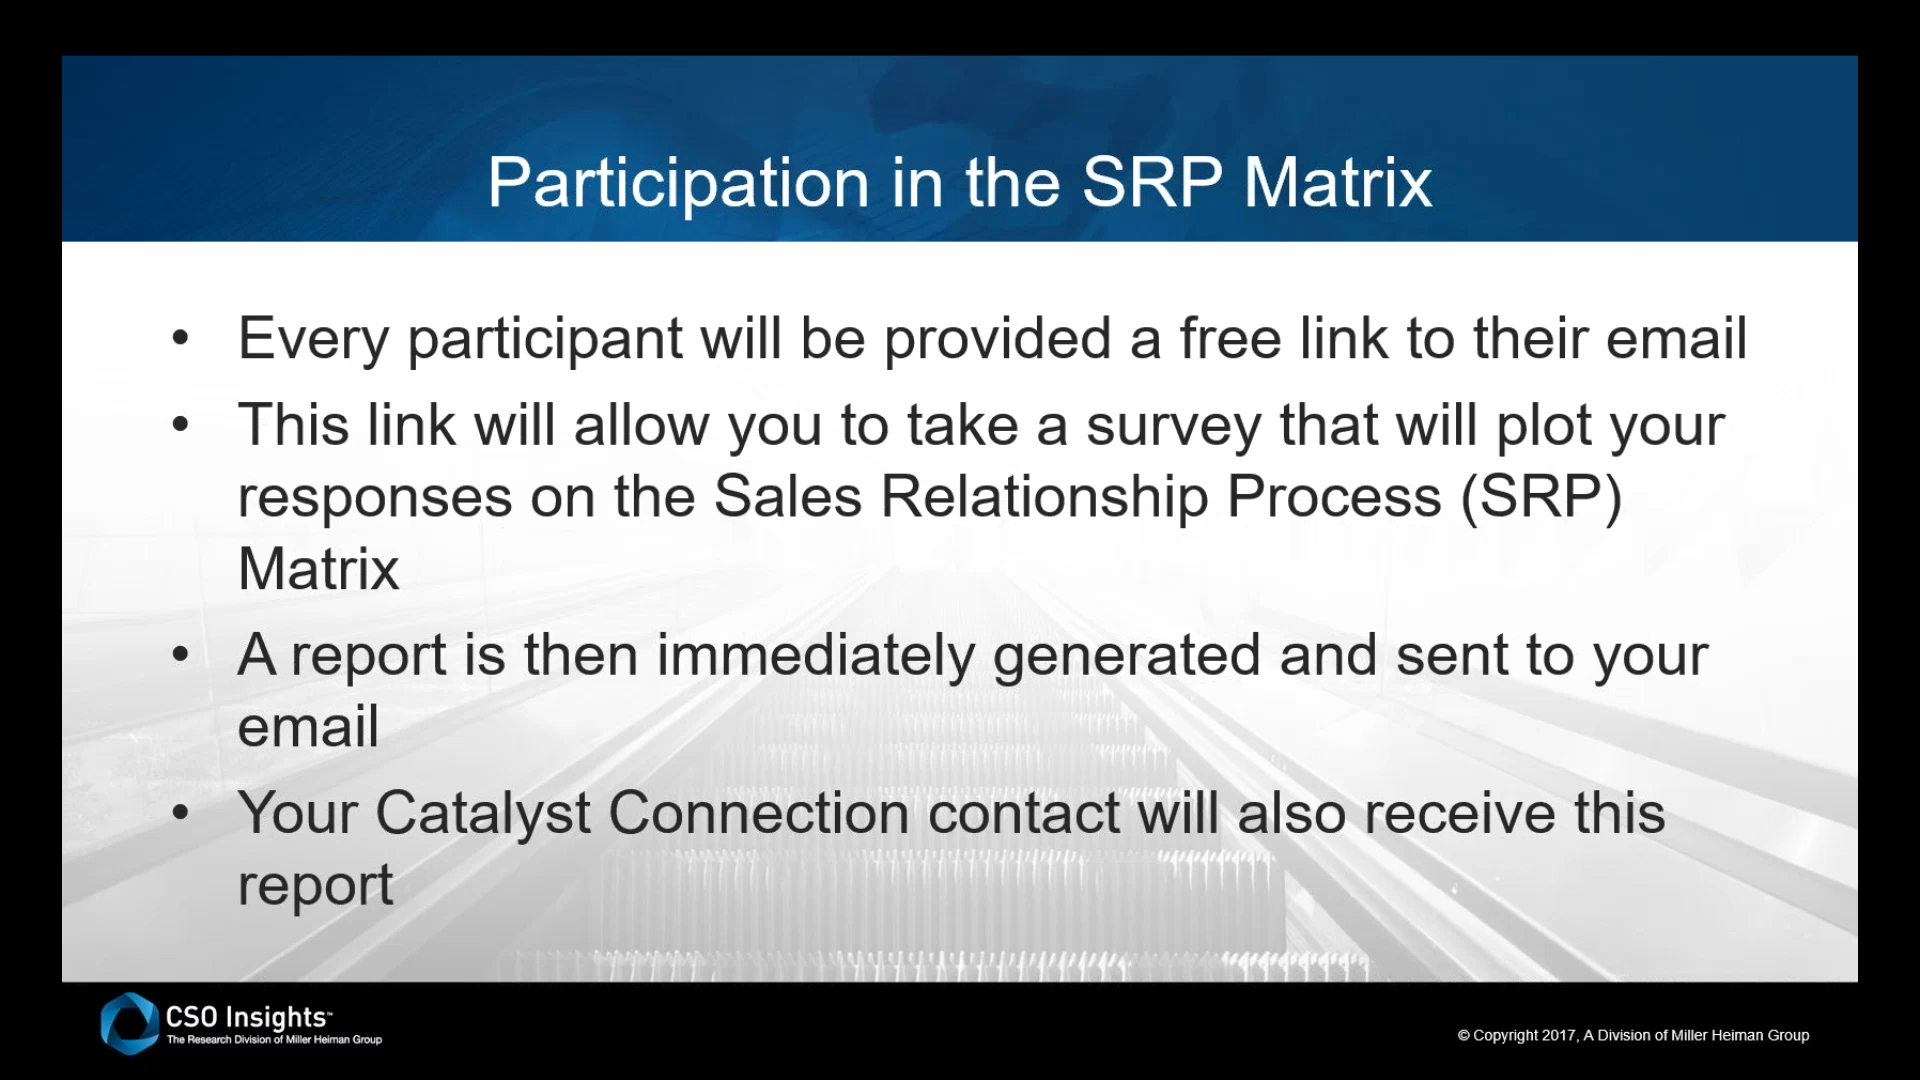 Participation in the SRP Matrix
• Every participant will be provided a free link to their email
• This link will allow you to take a survey that will plot your
responses on the Sales Relationship Process (SRP)
Matrix
• A report is then immediately generated and sent to your
email
• Your Catalyst Connection contact will also receive this
report
CSO Insights™
The Research Division of Miller Heiman Group
© Copyright 2017, A Division of Miller Heiman Group